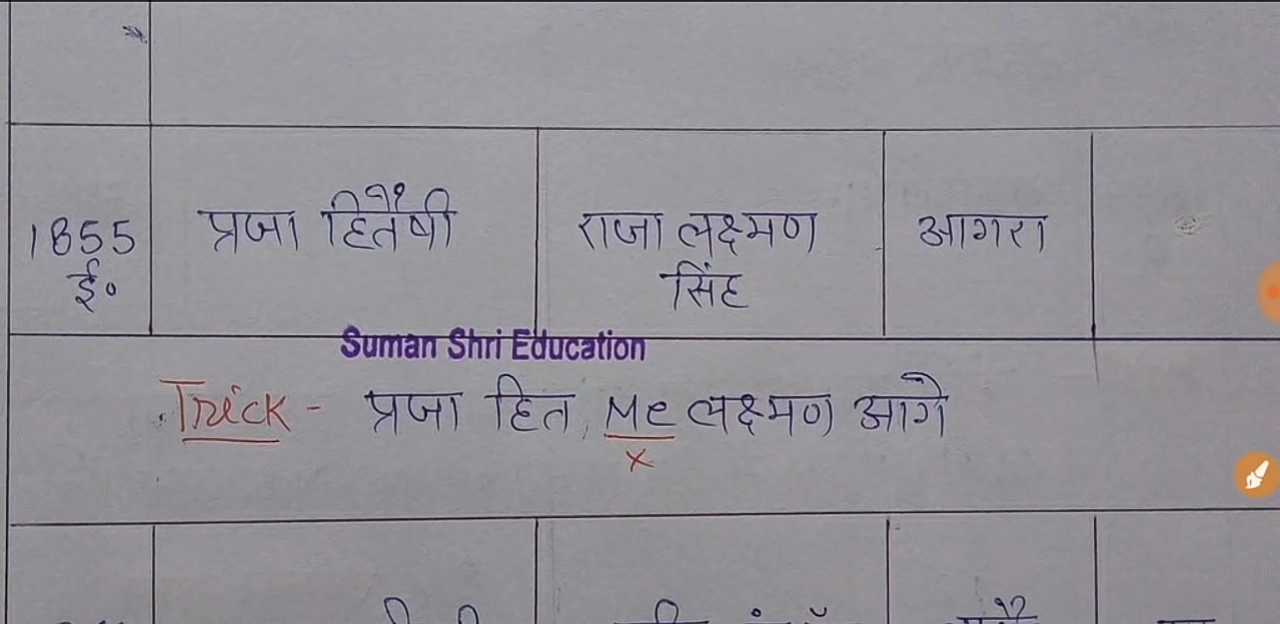 1855 प्रजा हितैषी राजा लक्ष्मण आगरा
ई० सिंह
Suman Shri Education
Trick - प्रजा हित, Me लक्ष्मण आगे
x